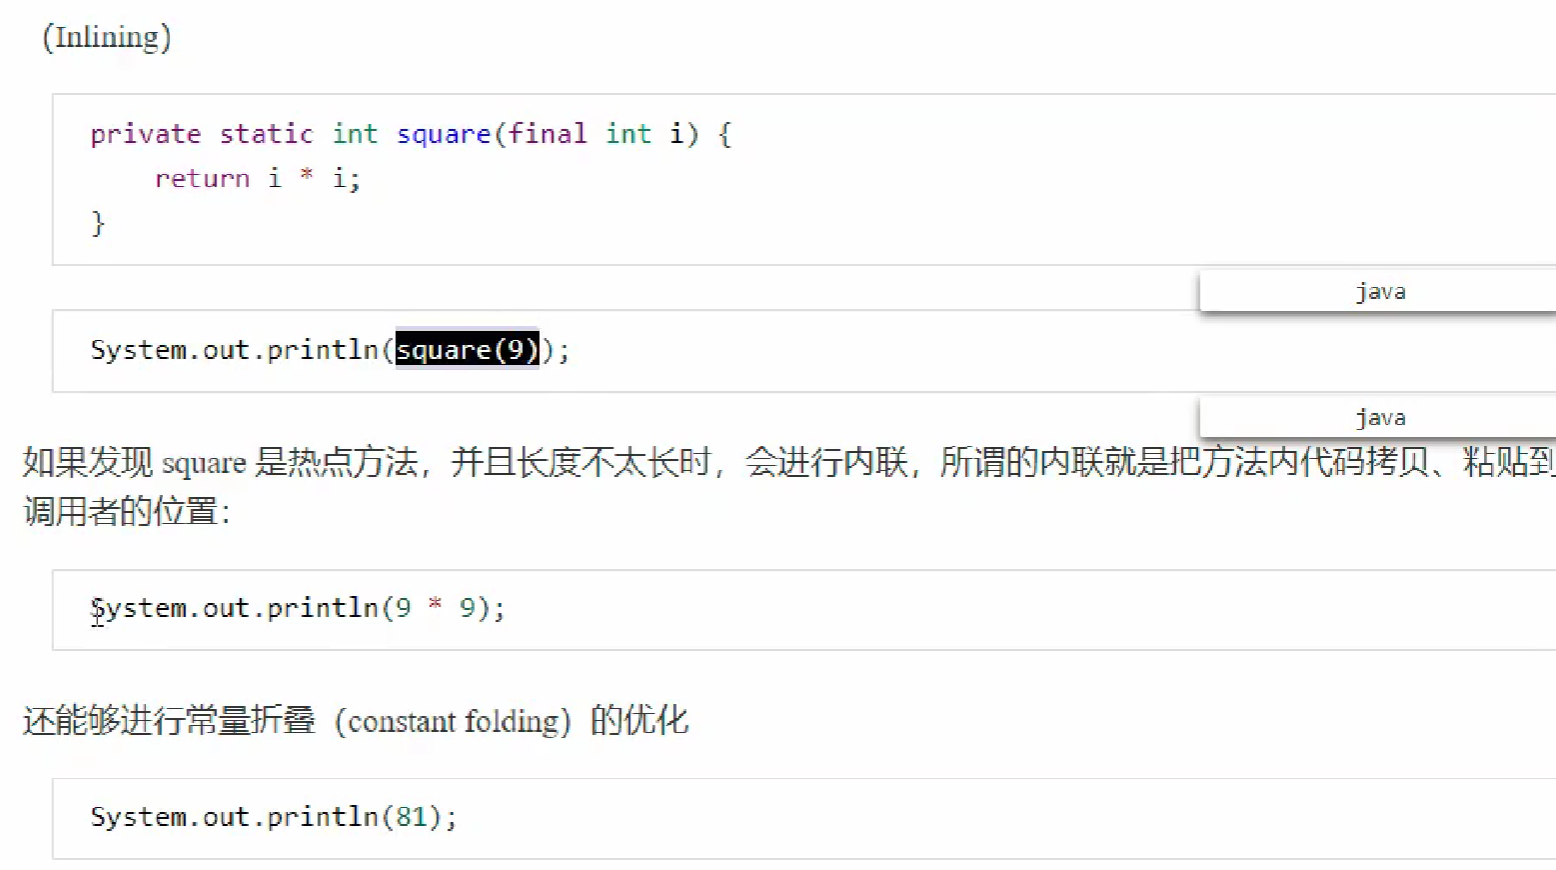 (Inlining)
private static int square(final int i) {
    return i * i;
}
java
System.out.println(square(9));
java
如果发现 square 是热点方法，并且长度不太长时，会进行内联，所谓的内联就是把方法内代码拷贝、粘贴到
调用者的位置：
System.out.println(9 * 9);
还能够进行常量折叠（constant folding）的优化
System.out.println(81);